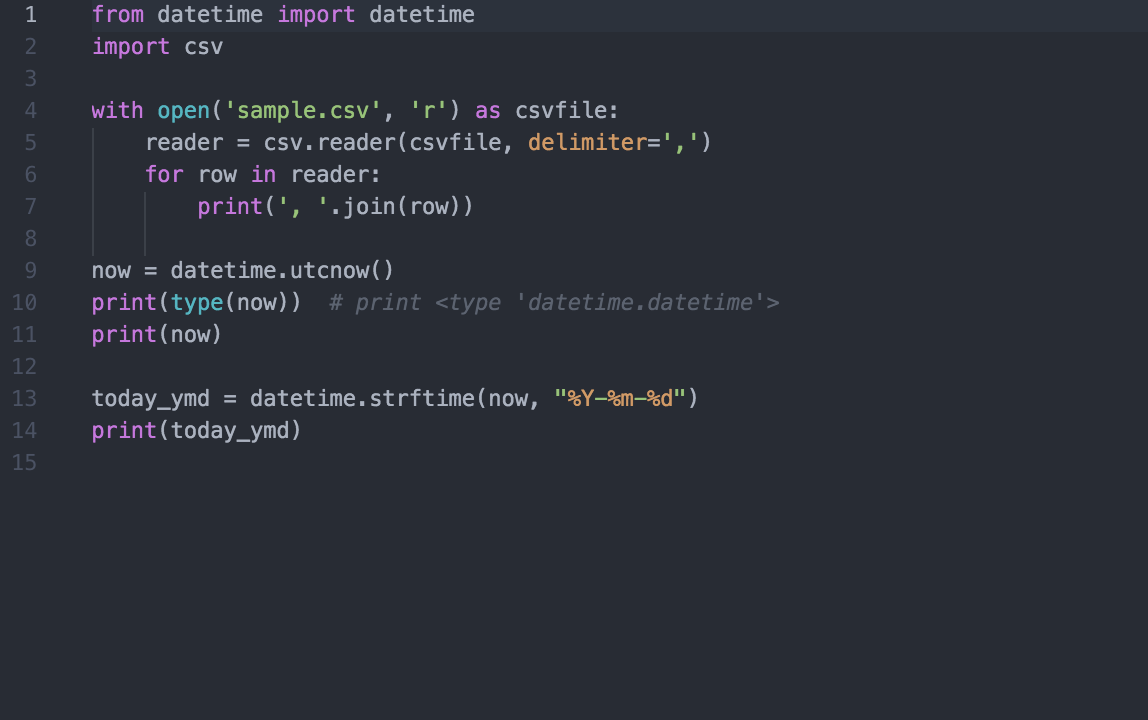 1 from datetime import datetime
2 import csv
3
4 with open('sample.csv', 'r') as csvfile:
5     reader = csv.reader(csvfile, delimiter=',')
6     for row in reader:
7         print(', '.join(row))
8
9 now = datetime.utcnow()
10 print(type(now))  # print <type 'datetime.datetime'>
11 print(now)
12
13 today_ymd = datetime.strftime(now, "%Y-%m-%d")
14 print(today_ymd)
15